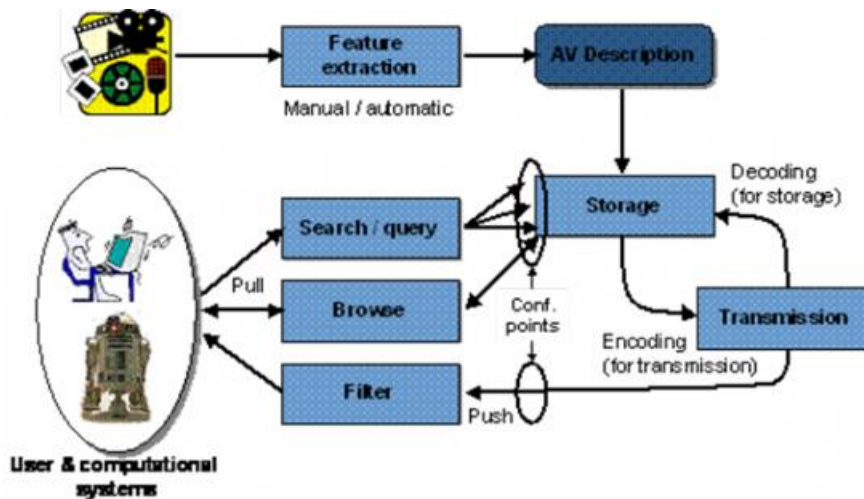 Feature
extraction
AV Description
Manual / automatic
Decoding
(for storage)
Search / query
Storage
Pull
Browse
Conf.
points
Transmission
Encoding
(for transmission)
Filter
Push
User & computational
systems